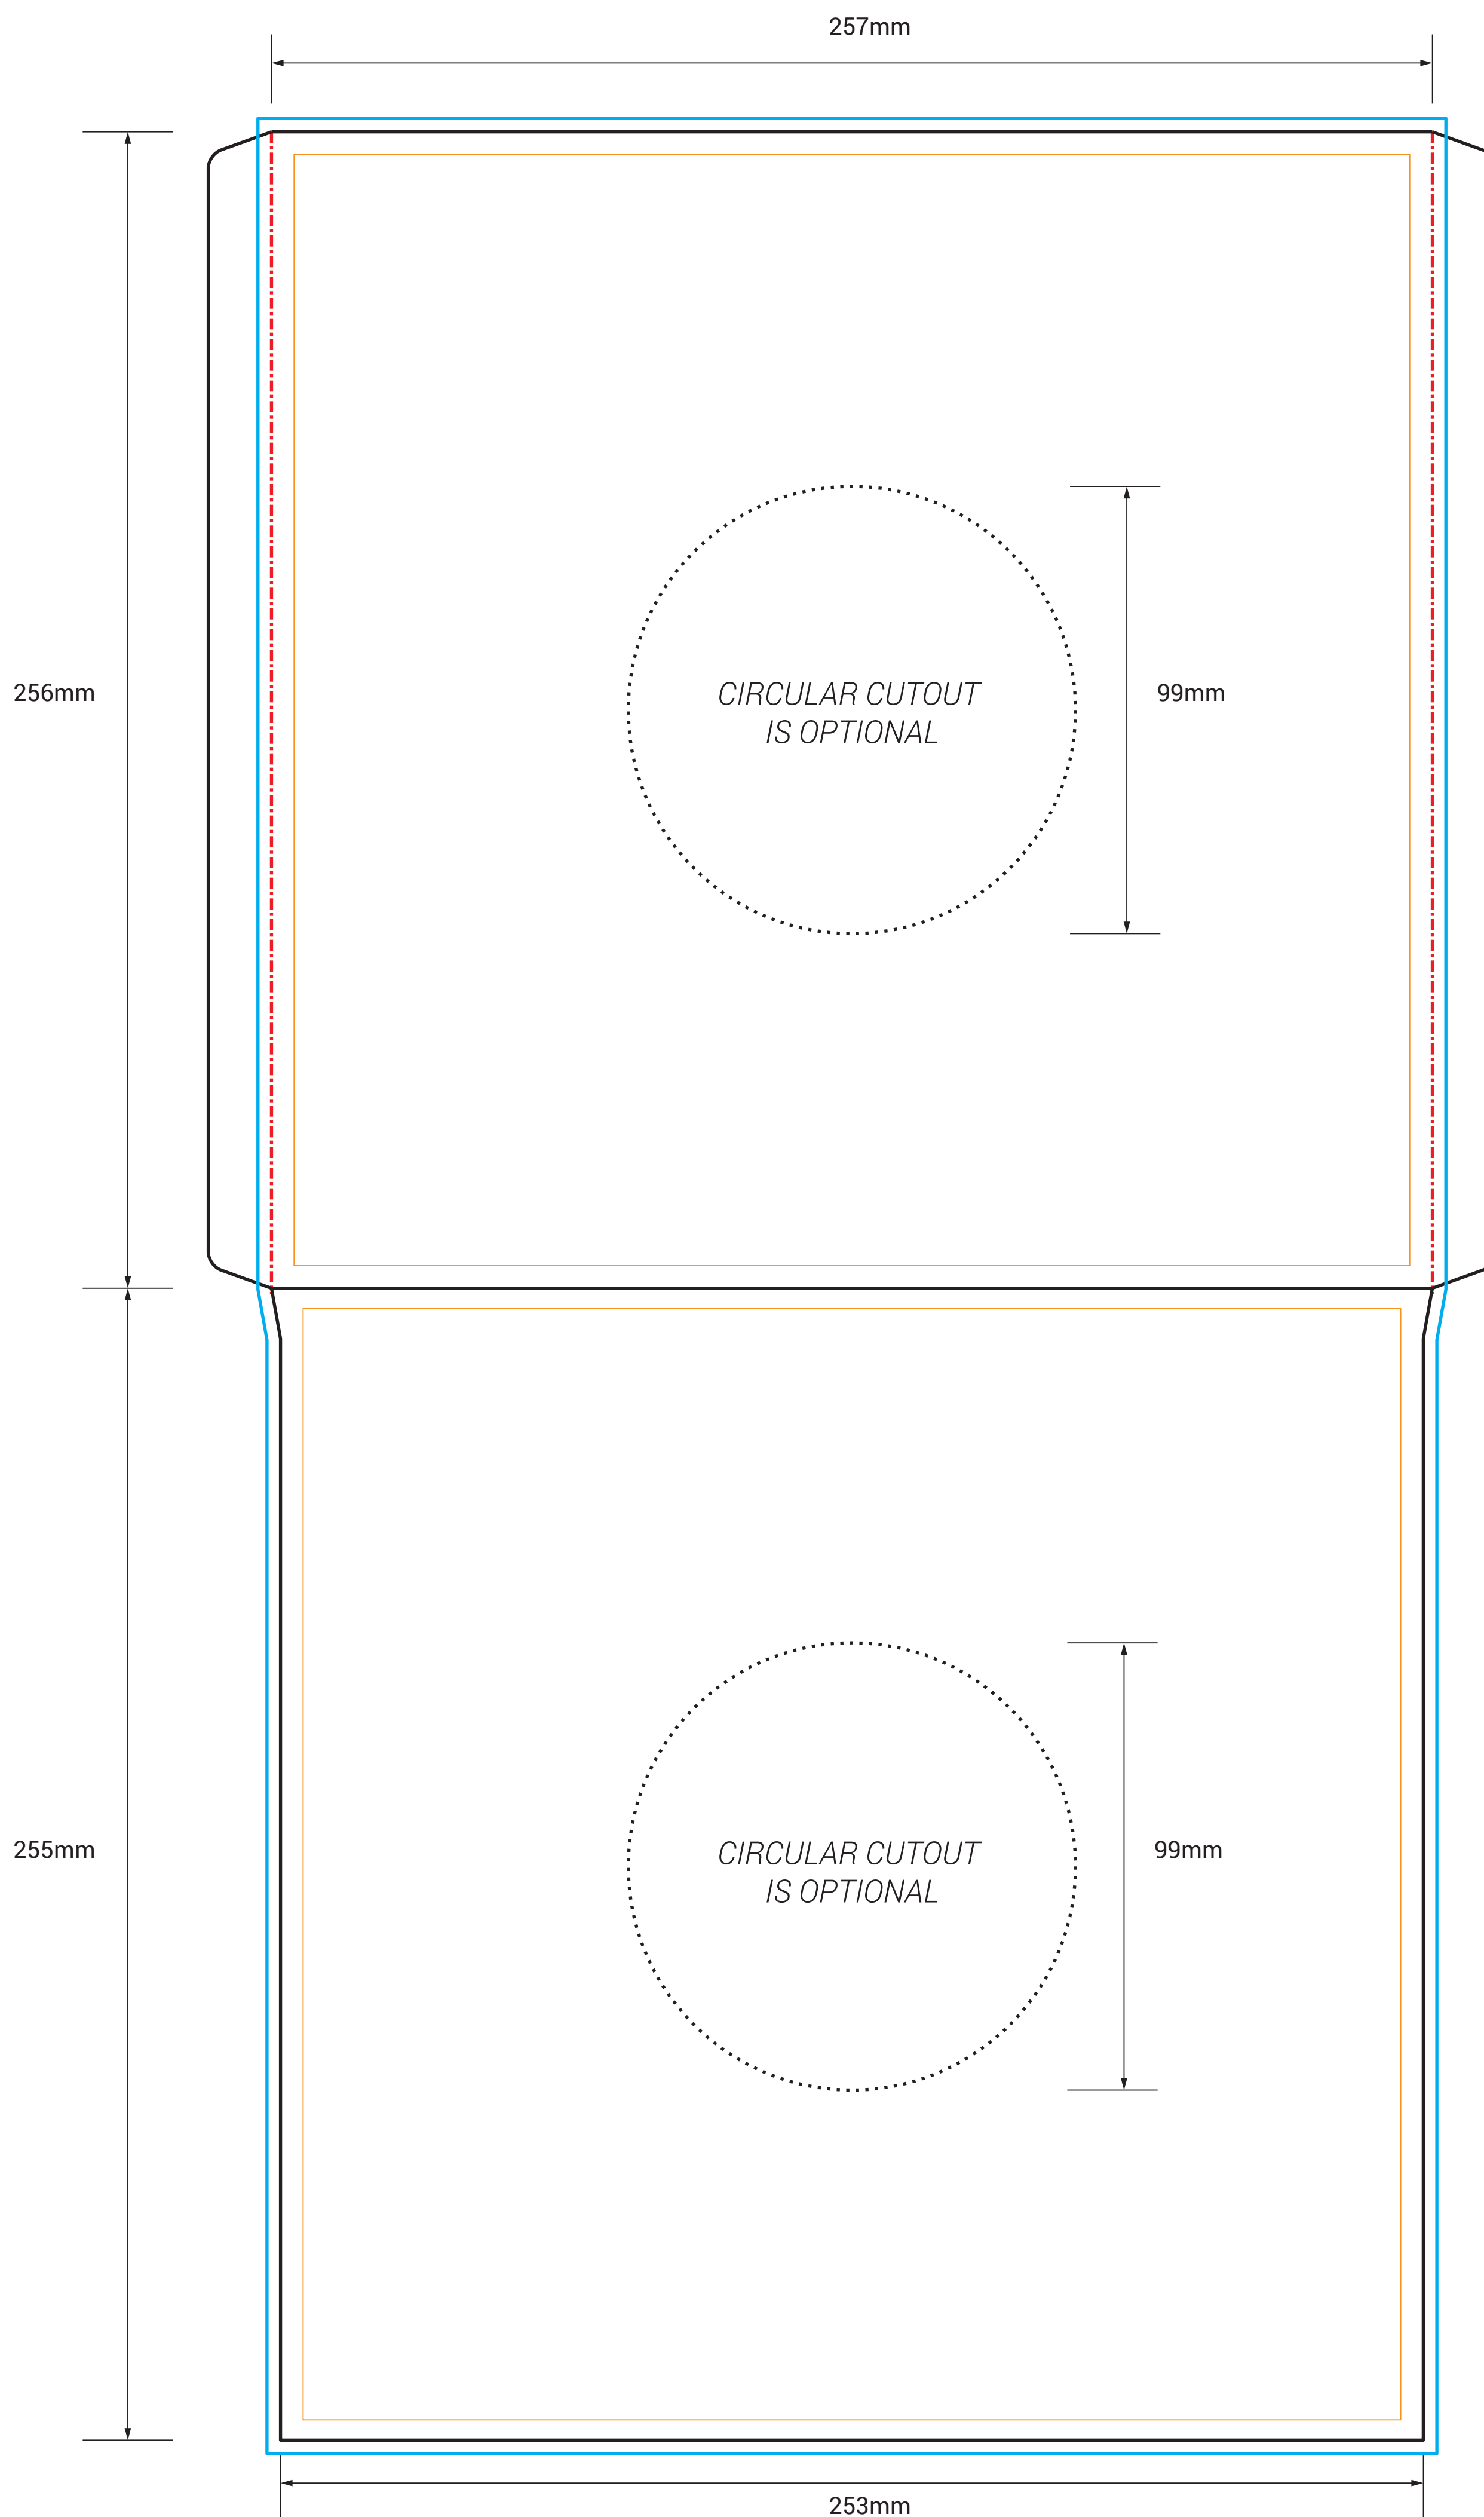 257mm
CIRCULAR CUTOUT
IS OPTIONAL
256mm
99mm
CIRCULAR CUTOUT
IS OPTIONAL
255mm
99mm
253mm